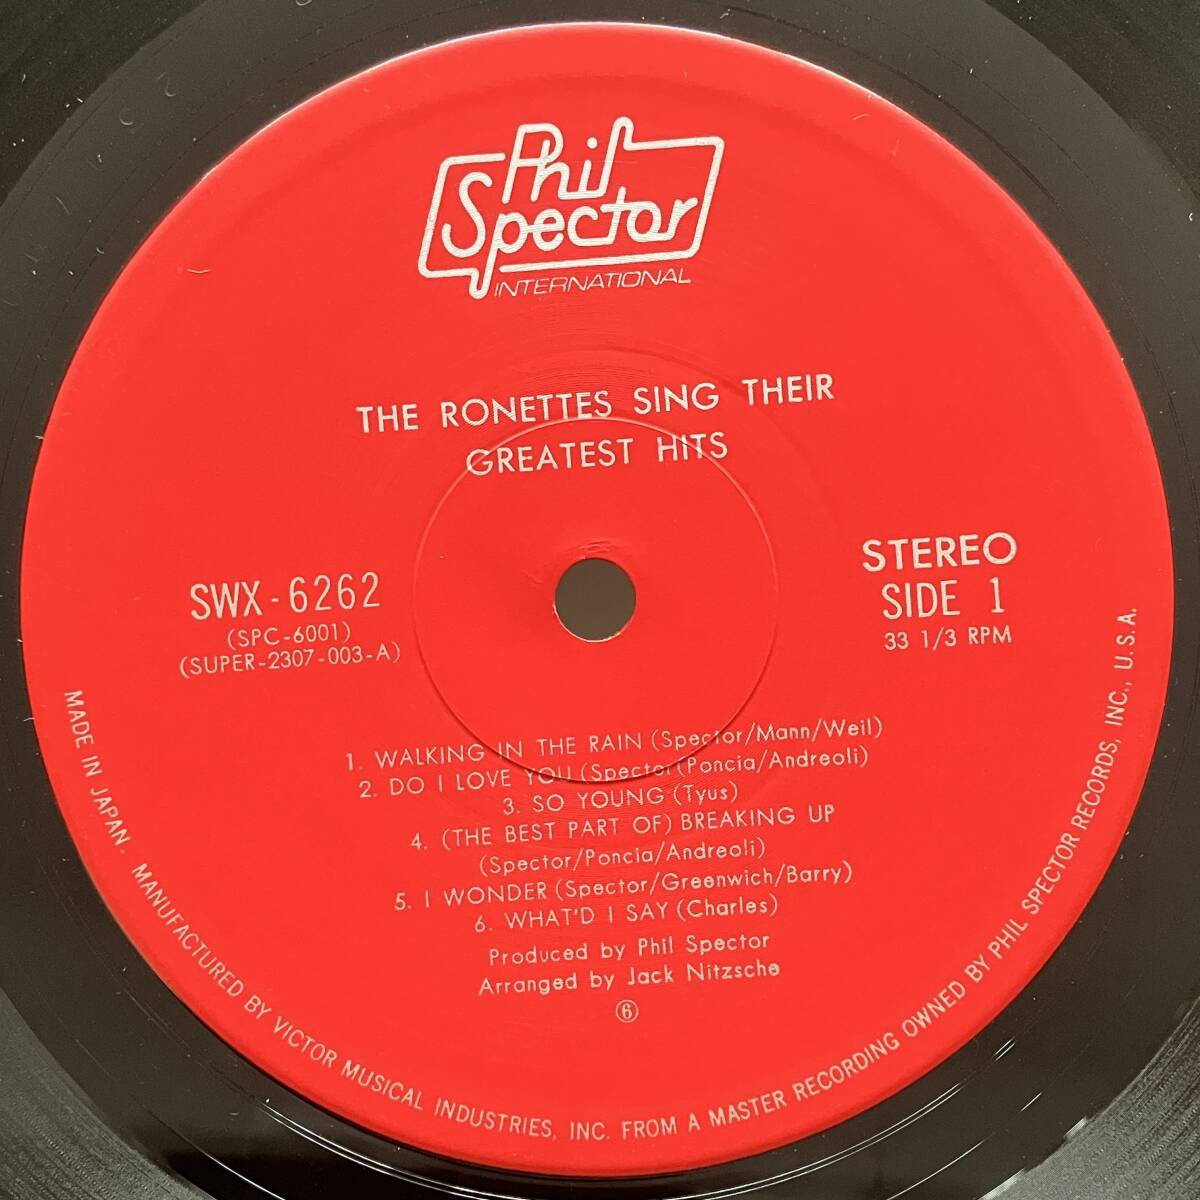 Phil
Spector
INTERNATIONAL
THE RONETTES SING THEIR
GREATEST HITS
SWX-6262
(SPC-6001)
(SUPER-2307-003-A)
STEREO
SIDE 1
33 1/3 RPM
1. WALKING IN THE RAIN (Spector/Mann/Weil)
2. DO I LOVE YOU (Spector(Poncia/Andreoli)
3. SO YOUNG (Tyus)
4. (THE BEST PART OF) BREAKING UP
(Spector/Poncia/Andreoli)
5. I WONDER (Spector/Greenwich/Barry)
6. WHAT'D I SAY (Charles)
Produced by Phil Spector
Arranged by Jack Nitzsche
⑥
MADE IN JAPAN. MANUFACTURED BY VICTOR MUSICAL INDUSTRIES, INC. FROM A MASTER RECORDING OWNED BY PHIL SPECTOR RECORDS, INC., U.S.A.